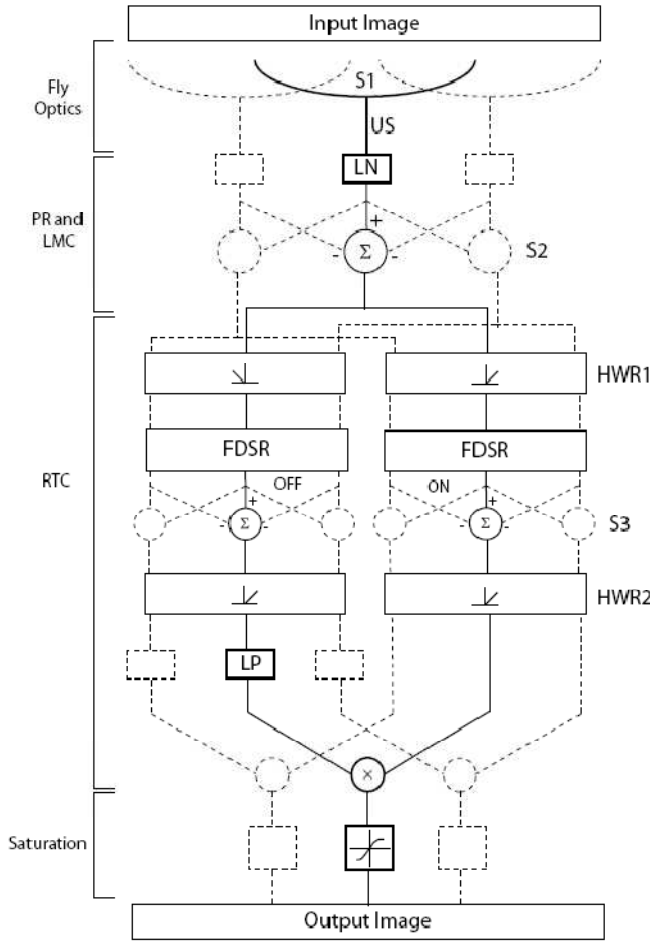 Input Image
S1
Fly
Optics
US
LN
PR and
LMC
+
- Σ -
S2
HWR1
FDSR
FDSR
RTC
OFF
ON
+
+
- Σ -
- Σ -
S3
HWR2
LP
×
Saturation
Output Image